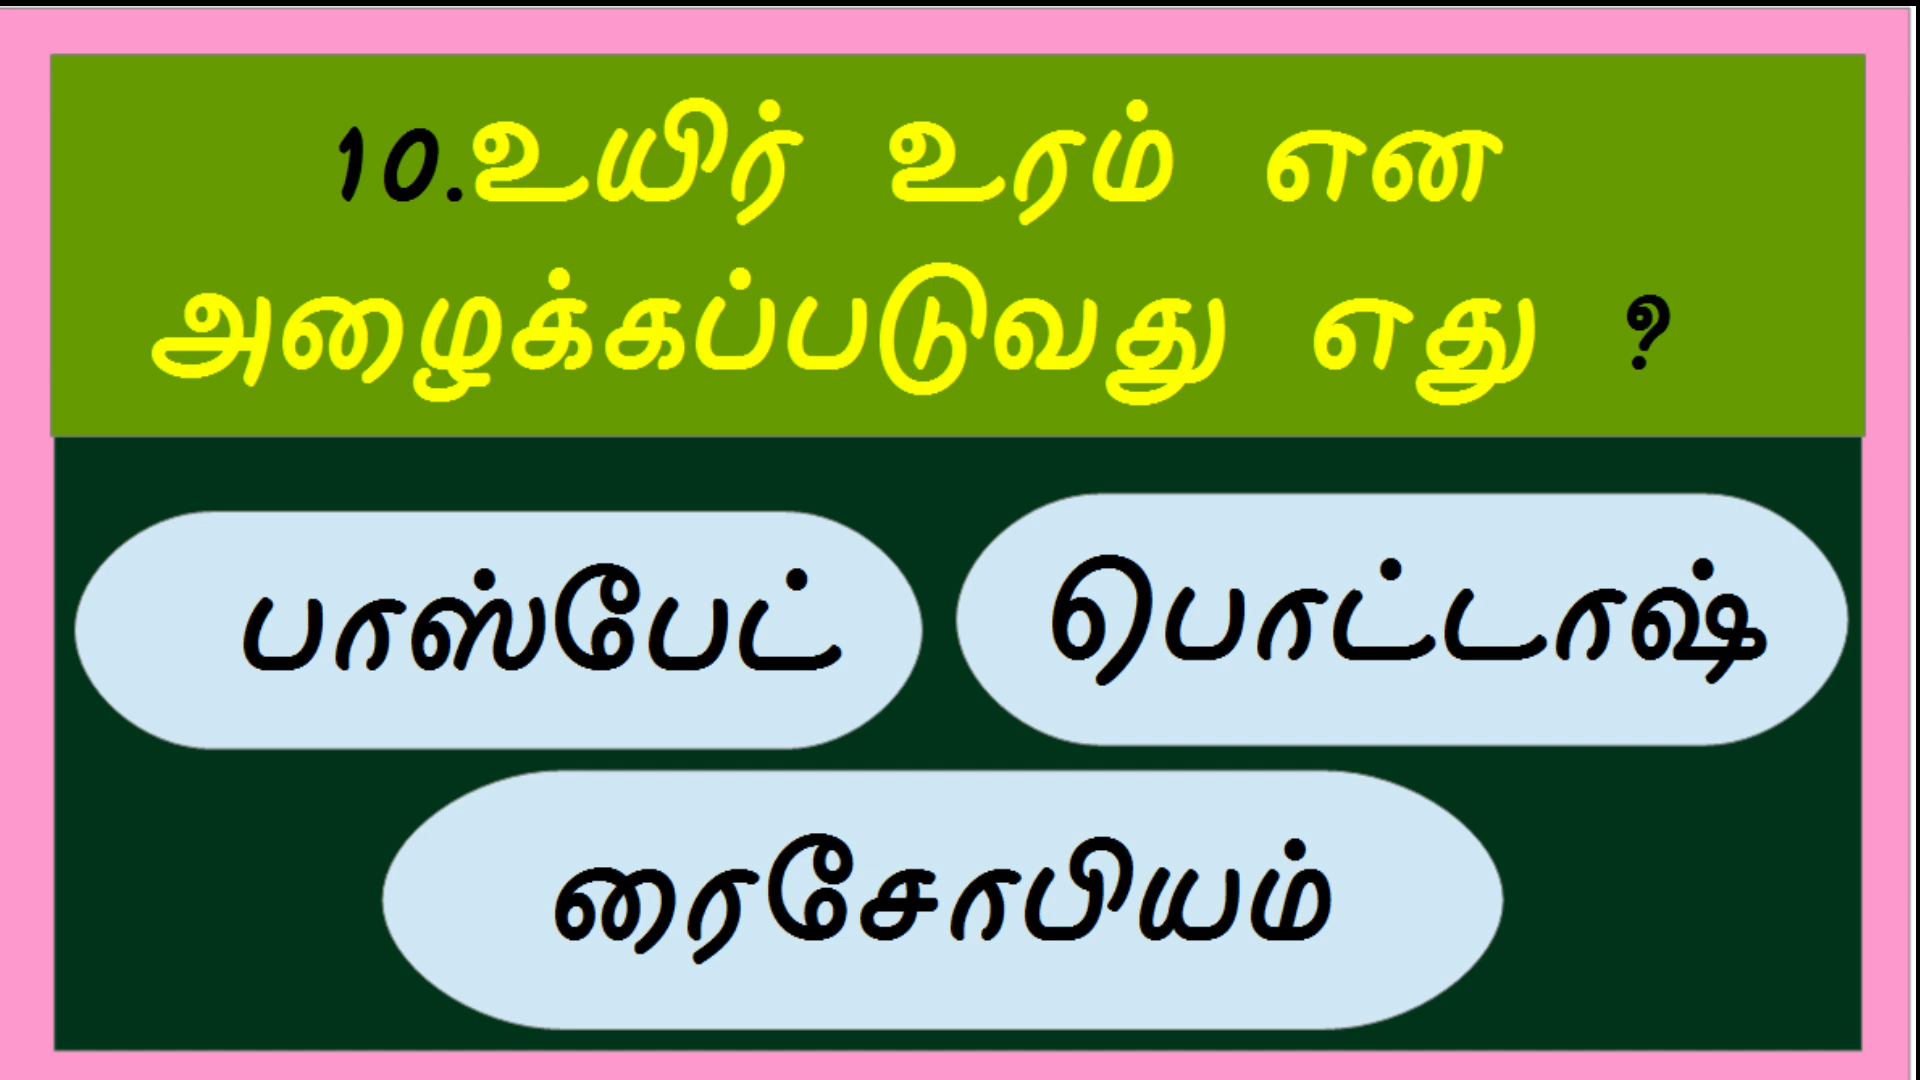 10.உயிர் உரம் என
அழைக்கப்படுவது எது ?
பாஸ்பேட்
பொட்டாஷ்
ரைசோபியம்